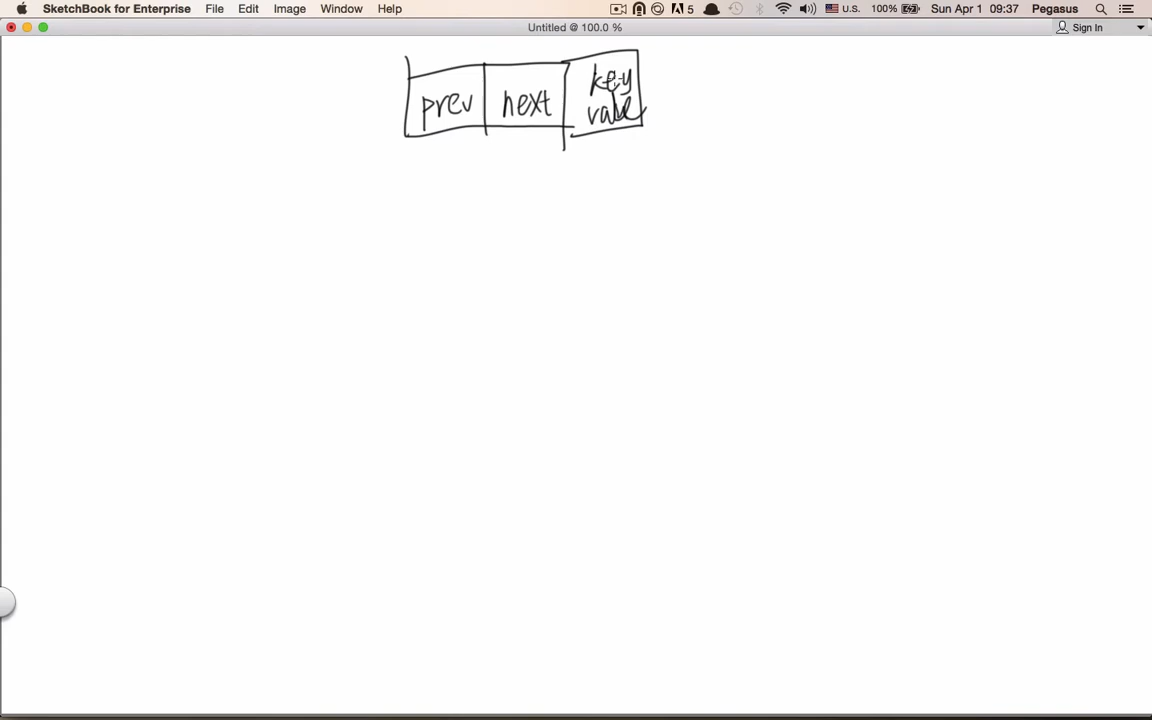 SketchBook for Enterprise File Edit Image Window Help 5 U.S. 100% Sun Apr 1 09:37 Pegasus
Untitled @ 100.0 % Sign In
prev next key
value